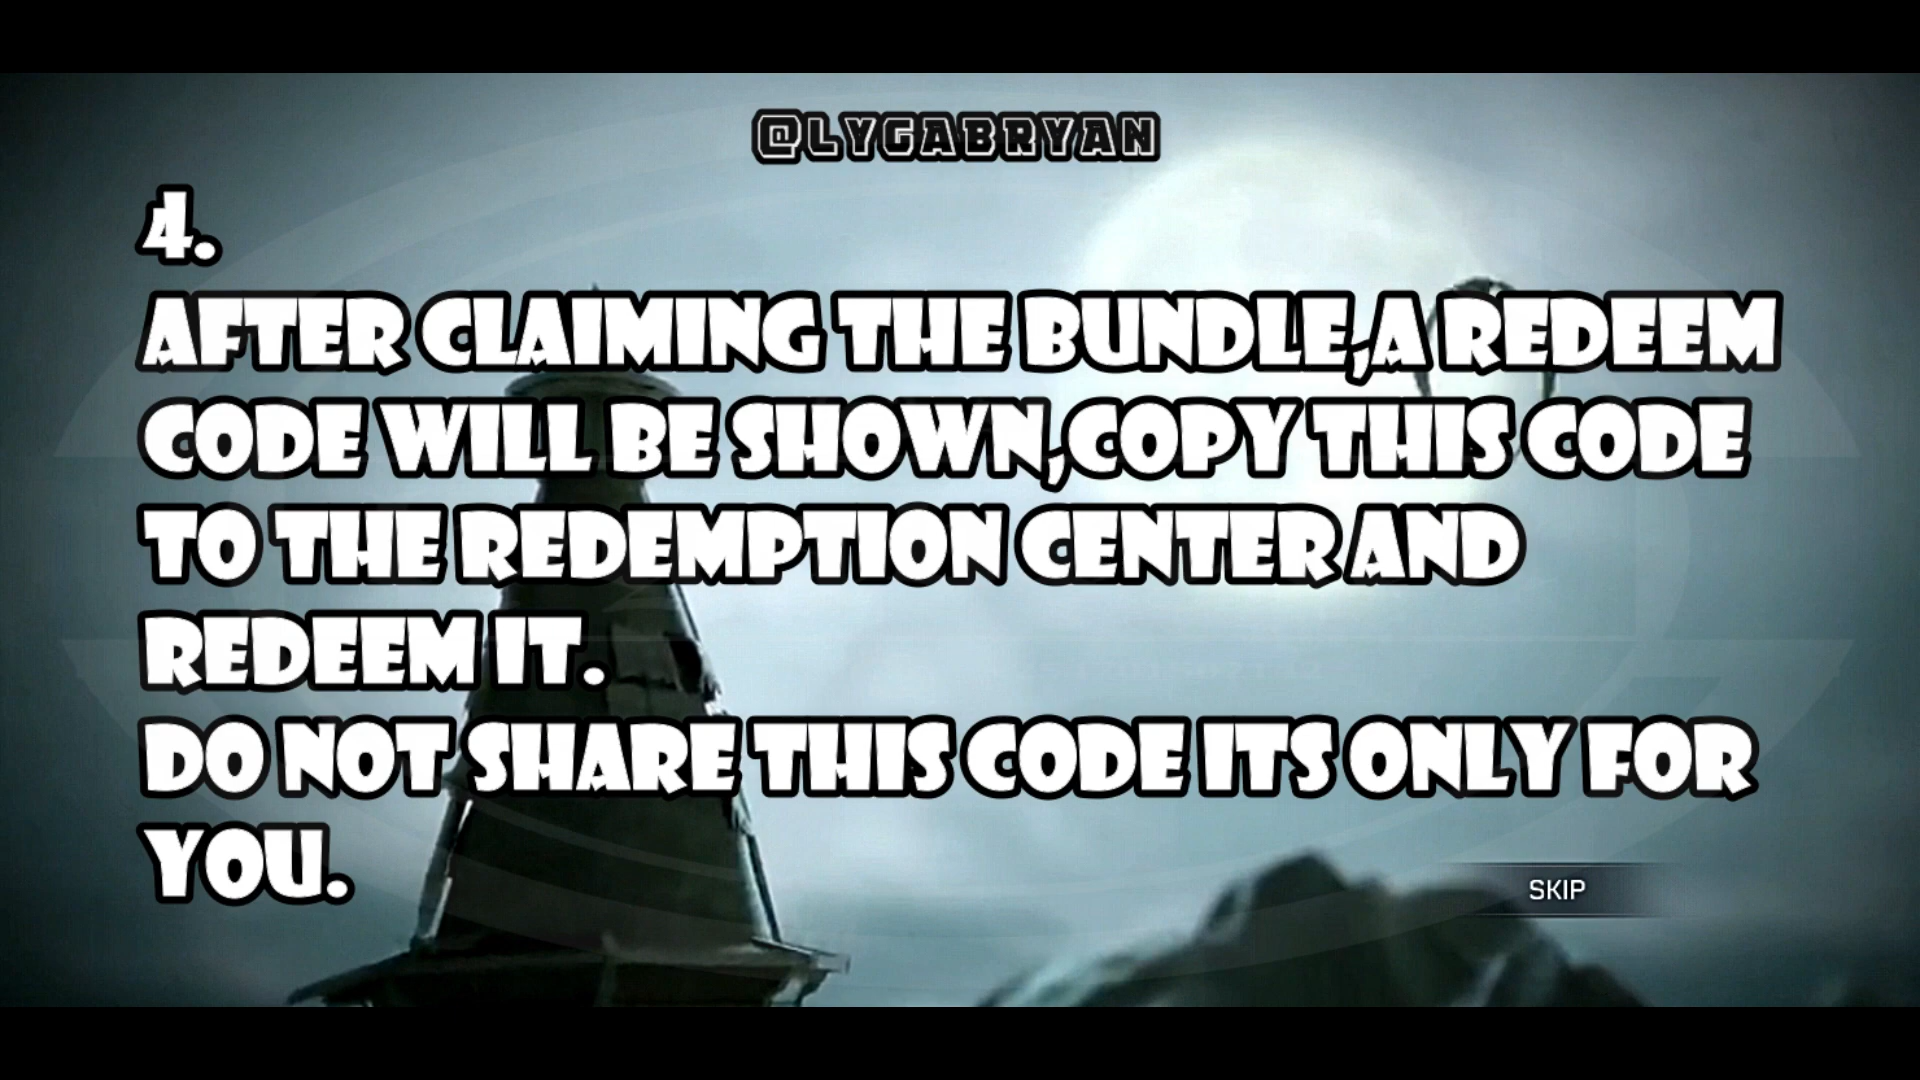 @LYGABRYAN
4.
AFTER CLAIMING THE BUNDLE,A REDEEM
CODE WILL BE SHOWN,COPY THIS CODE
TO THE REDEMPTION CENTER AND
REDEEM IT.
DO NOT SHARE THIS CODE ITS ONLY FOR
YOU.
SKIP